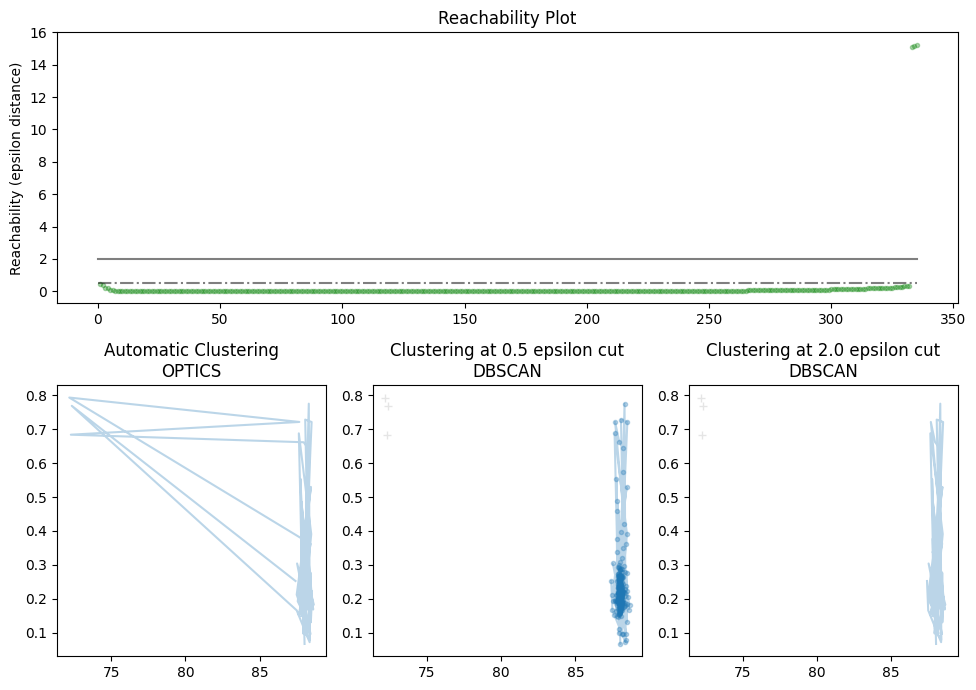 Reachability Plot
Reachability (epsilon distance)
16
14
12
10
8
6
4
2
0
0 50 100 150 200 250 300 350
Automatic Clustering
OPTICS
0.8
0.7
0.6
0.5
0.4
0.3
0.2
0.1
75 80 85
Clustering at 0.5 epsilon cut
DBSCAN
0.8
0.7
0.6
0.5
0.4
0.3
0.2
0.1
75 80 85
Clustering at 2.0 epsilon cut
DBSCAN
0.8
0.7
0.6
0.5
0.4
0.3
0.2
0.1
75 80 85